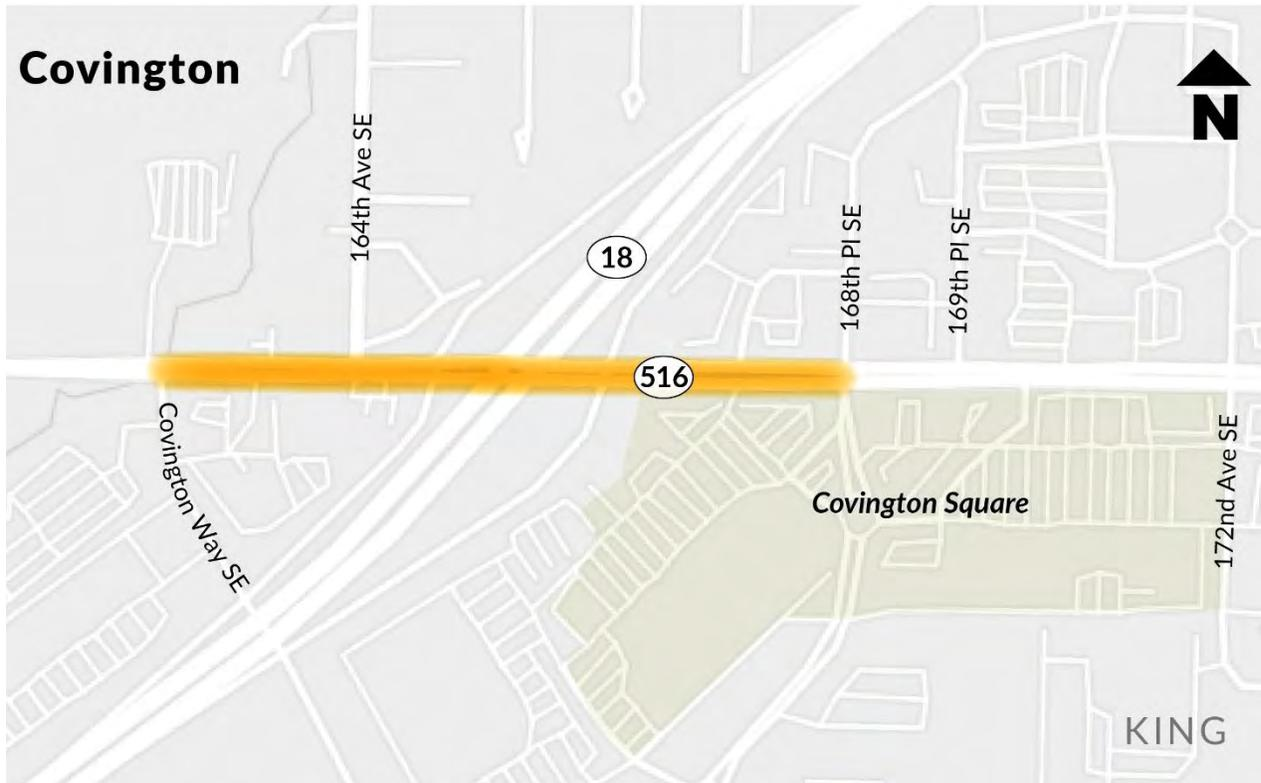 Covington
N
164th Ave SE
18
168th Pl SE
169th Pl SE
516
Covington Way SE
Covington Square
172nd Ave SE
KING